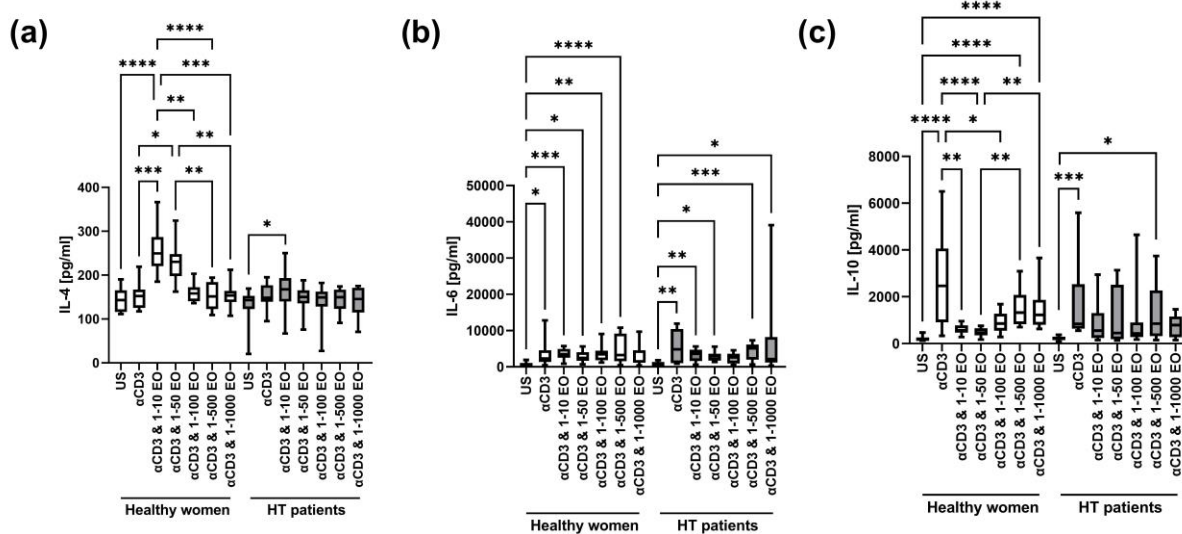 (a)
****
****
***
**
*
**
***
**
*
IL-4 [pg/ml]
400
300
200
100
0
US
αCD3
αCD3 & 1-10 EO
αCD3 & 1-50 EO
αCD3 & 1-100 EO
αCD3 & 1-500 EO
αCD3 & 1-1000 EO
US
αCD3
αCD3 & 1-10 EO
αCD3 & 1-50 EO
αCD3 & 1-100 EO
αCD3 & 1-500 EO
αCD3 & 1-1000 EO
Healthy women
HT patients
(b)
****
**
*
***
*
*
***
*
**
**
IL-6 [pg/ml]
50000
40000
30000
20000
10000
0
US
αCD3
αCD3 & 1-10 EO
αCD3 & 1-50 EO
αCD3 & 1-100 EO
αCD3 & 1-500 EO
αCD3 & 1-1000 EO
US
αCD3
αCD3 & 1-10 EO
αCD3 & 1-50 EO
αCD3 & 1-100 EO
αCD3 & 1-500 EO
αCD3 & 1-1000 EO
Healthy women
HT patients
(c)
****
****
****
**
****
*
**
**
*
***
IL-10 [pg/ml]
8000
6000
4000
2000
0
US
αCD3
αCD3 & 1-10 EO
αCD3 & 1-50 EO
αCD3 & 1-100 EO
αCD3 & 1-500 EO
αCD3 & 1-1000 EO
US
αCD3
αCD3 & 1-10 EO
αCD3 & 1-50 EO
αCD3 & 1-100 EO
αCD3 & 1-500 EO
αCD3 & 1-1000 EO
Healthy women
HT patients